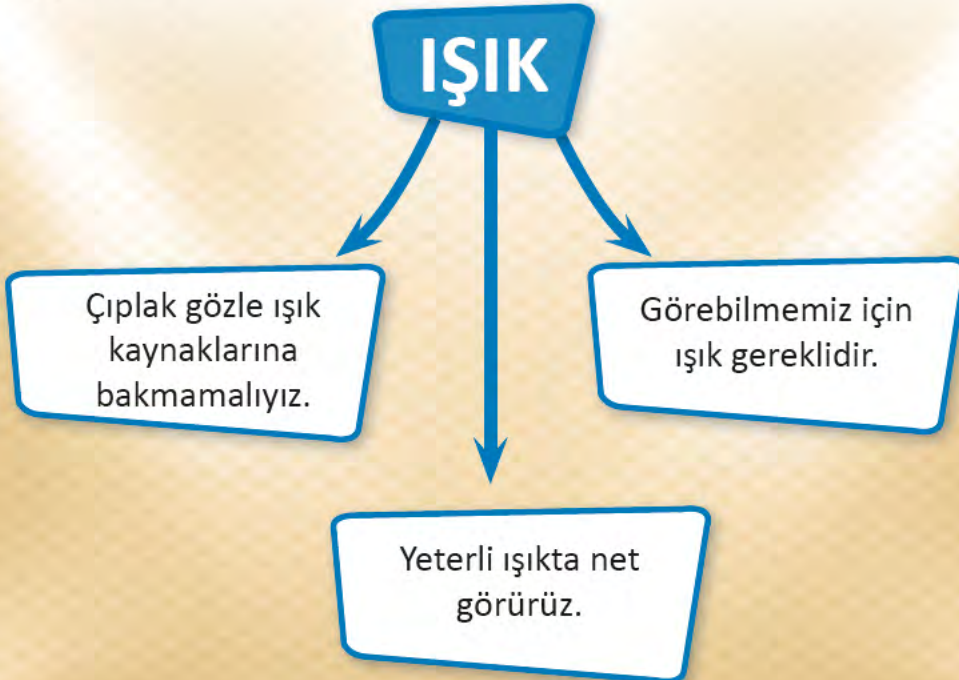 IŞIK
Çıplak gözle ışık
kaynaklarına
bakmamalıyız.
Görebilmemiz için
ışık gereklidir.
Yeterli ışıkta net
görürüz.